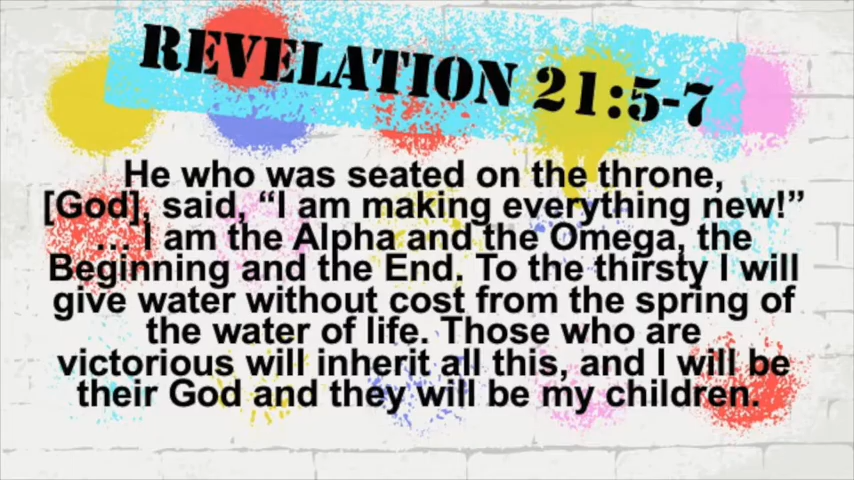 REVELATION 21:5-7
He who was seated on the throne,
[God], said, “I am making everything new!”
... I am the Alpha and the Omega, the
Beginning and the End. To the thirsty I will
give water without cost from the spring of
the water of life. Those who are
victorious will inherit all this, and I will be
their God and they will be my children.